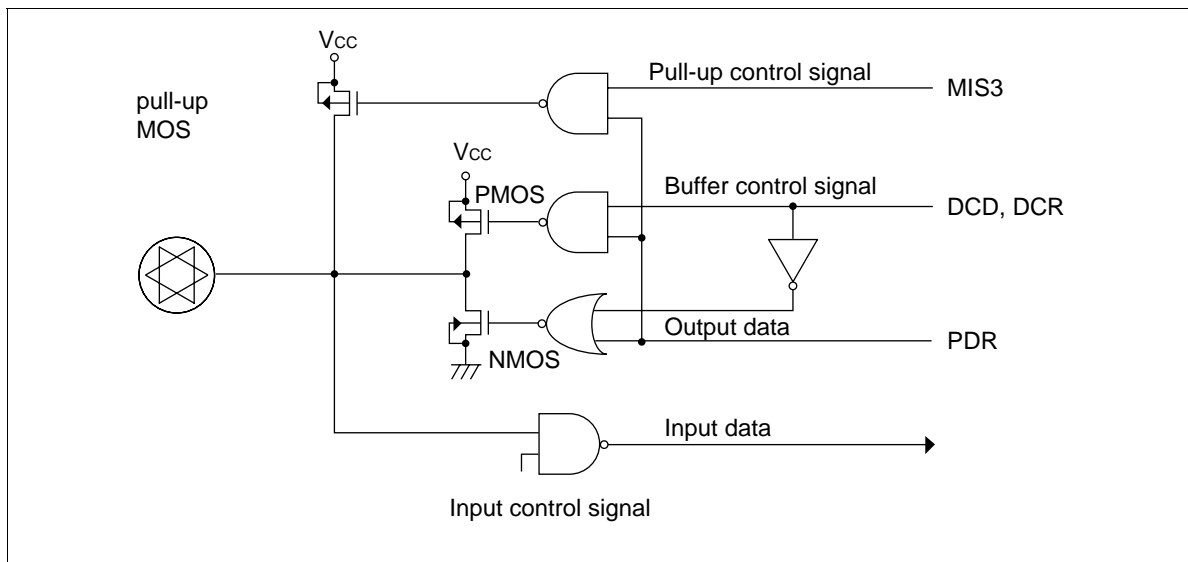 VCC
pull-up
MOS
Pull-up control signal
MIS3
VCC
PMOS
Buffer control signal
DCD, DCR
Output data
PDR
NMOS
Input data
Input control signal